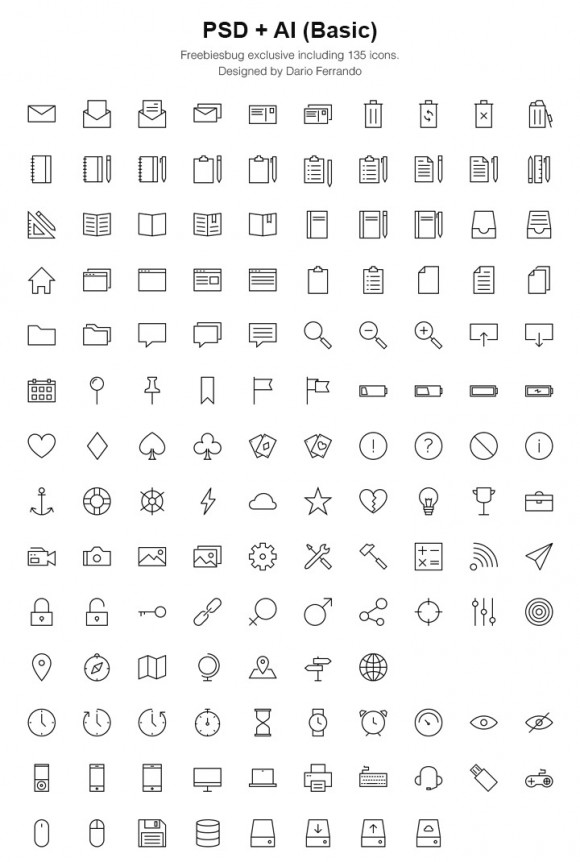 PSD + AI (Basic)
Freebiesbug exclusive including 135 icons.
Designed by Dario Ferrando